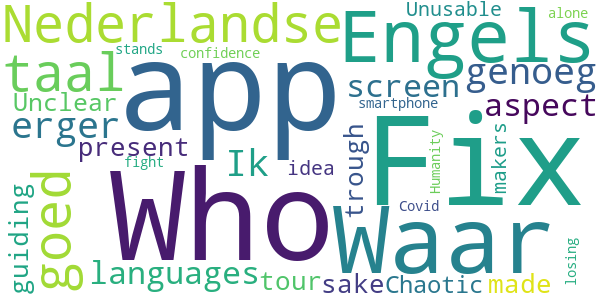 Nederlandse
stands
confidence
Engels
Unusable
alone
taal
app
screen
genoeg
Unclear
smartphone
aspect
erger
present
Ik
idea
fight
Who
Fix
trough
Humanity
makers
guiding
goed
Waar
Covid
losing
languages
tour
sake
Chaotic
made